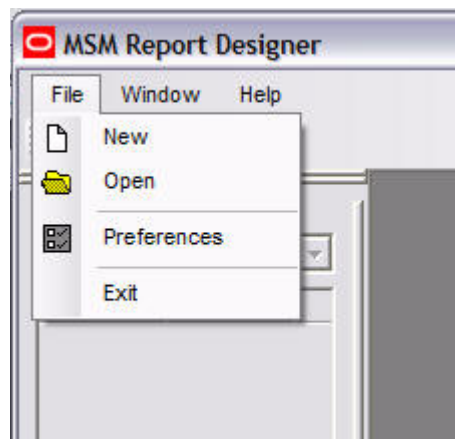 MSM Report Designer
File Window Help
New
Open
Preferences
Exit